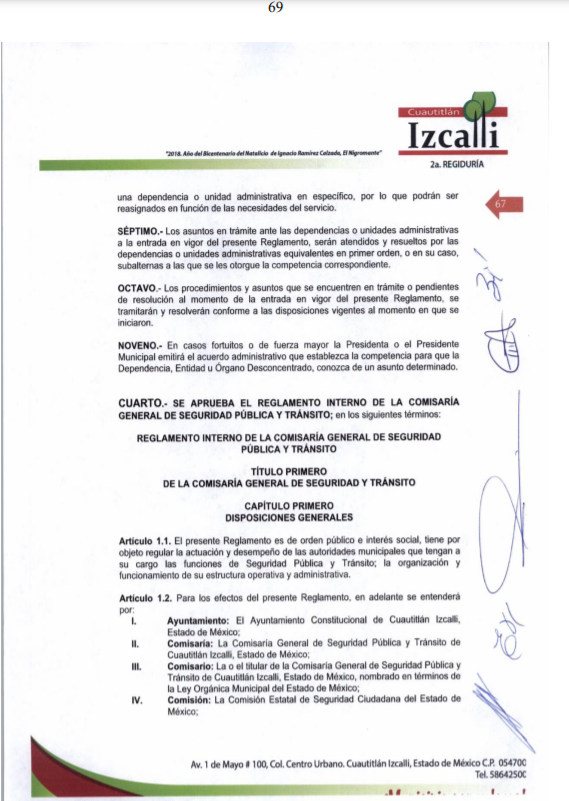 69
Cuautitlán
Izcalli
2a. REGIDURÍA
"2018. Año del Bicentenario del Natalicio de Ignacio Ramírez Calzada, El Nigromante"
67
una dependencia o unidad administrativa en específico, por lo que podrán ser
reasignados en función de las necesidades del servicio.
SÉPTIMO.- Los asuntos en trámite ante las dependencias o unidades administrativas
a la entrada en vigor del presente Reglamento, serán atendidos y resueltos por las
dependencias o unidades administrativas equivalentes en primer orden, o en su caso,
subalternas a las que se les otorgue la competencia correspondiente.
OCTAVO.- Los procedimientos y asuntos que se encuentren en trámite o pendientes
de resolución al momento de la entrada en vigor del presente Reglamento, se
tramitarán y resolverán conforme a las disposiciones vigentes al momento en que se
iniciaron.
NOVENO.- En casos fortuitos o de fuerza mayor la Presidenta o el Presidente
Municipal emitirá el acuerdo administrativo que establezca la competencia para que la
Dependencia, Entidad u Órgano Desconcentrado, conozca de un asunto determinado.
CUARTO.- SE APRUEBA EL REGLAMENTO INTERNO DE LA COMISARÍA
GENERAL DE SEGURIDAD PÚBLICA Y TRÁNSITO; en los siguientes términos:
REGLAMENTO INTERNO DE LA COMISARÍA GENERAL DE SEGURIDAD
PÚBLICA Y TRÁNSITO
TÍTULO PRIMERO
DE LA COMISARÍA GENERAL DE SEGURIDAD Y TRÁNSITO
CAPÍTULO PRIMERO
DISPOSICIONES GENERALES
Artículo 1.1. El presente Reglamento es de orden público e interés social, tiene por
objeto regular la actuación y desempeño de las autoridades municipales que tengan a
su cargo las funciones de Seguridad Pública y Tránsito; la organización y
funcionamiento de su estructura operativa y administrativa.
Artículo 1.2. Para los efectos del presente Reglamento, en adelante se entenderá
por:
I. Ayuntamiento: El Ayuntamiento Constitucional de Cuautitlán Izcalli,
Estado de México;
II. Comisaría: La Comisaría General de Seguridad Pública y Tránsito de
Cuautitlán Izcalli, Estado de México;
III. Comisario: La o el titular de la Comisaría General de Seguridad Pública y
Tránsito de Cuautitlán Izcalli, Estado de México, nombrado en términos de
la Ley Orgánica Municipal del Estado de México;
IV. Comisión: La Comisión Estatal de Seguridad Ciudadana del Estado de
México;
Av. 1 de Mayo # 100, Col. Centro Urbano. Cuautitlán Izcalli, Estado de México C.P. 054700
Tel. 5864250